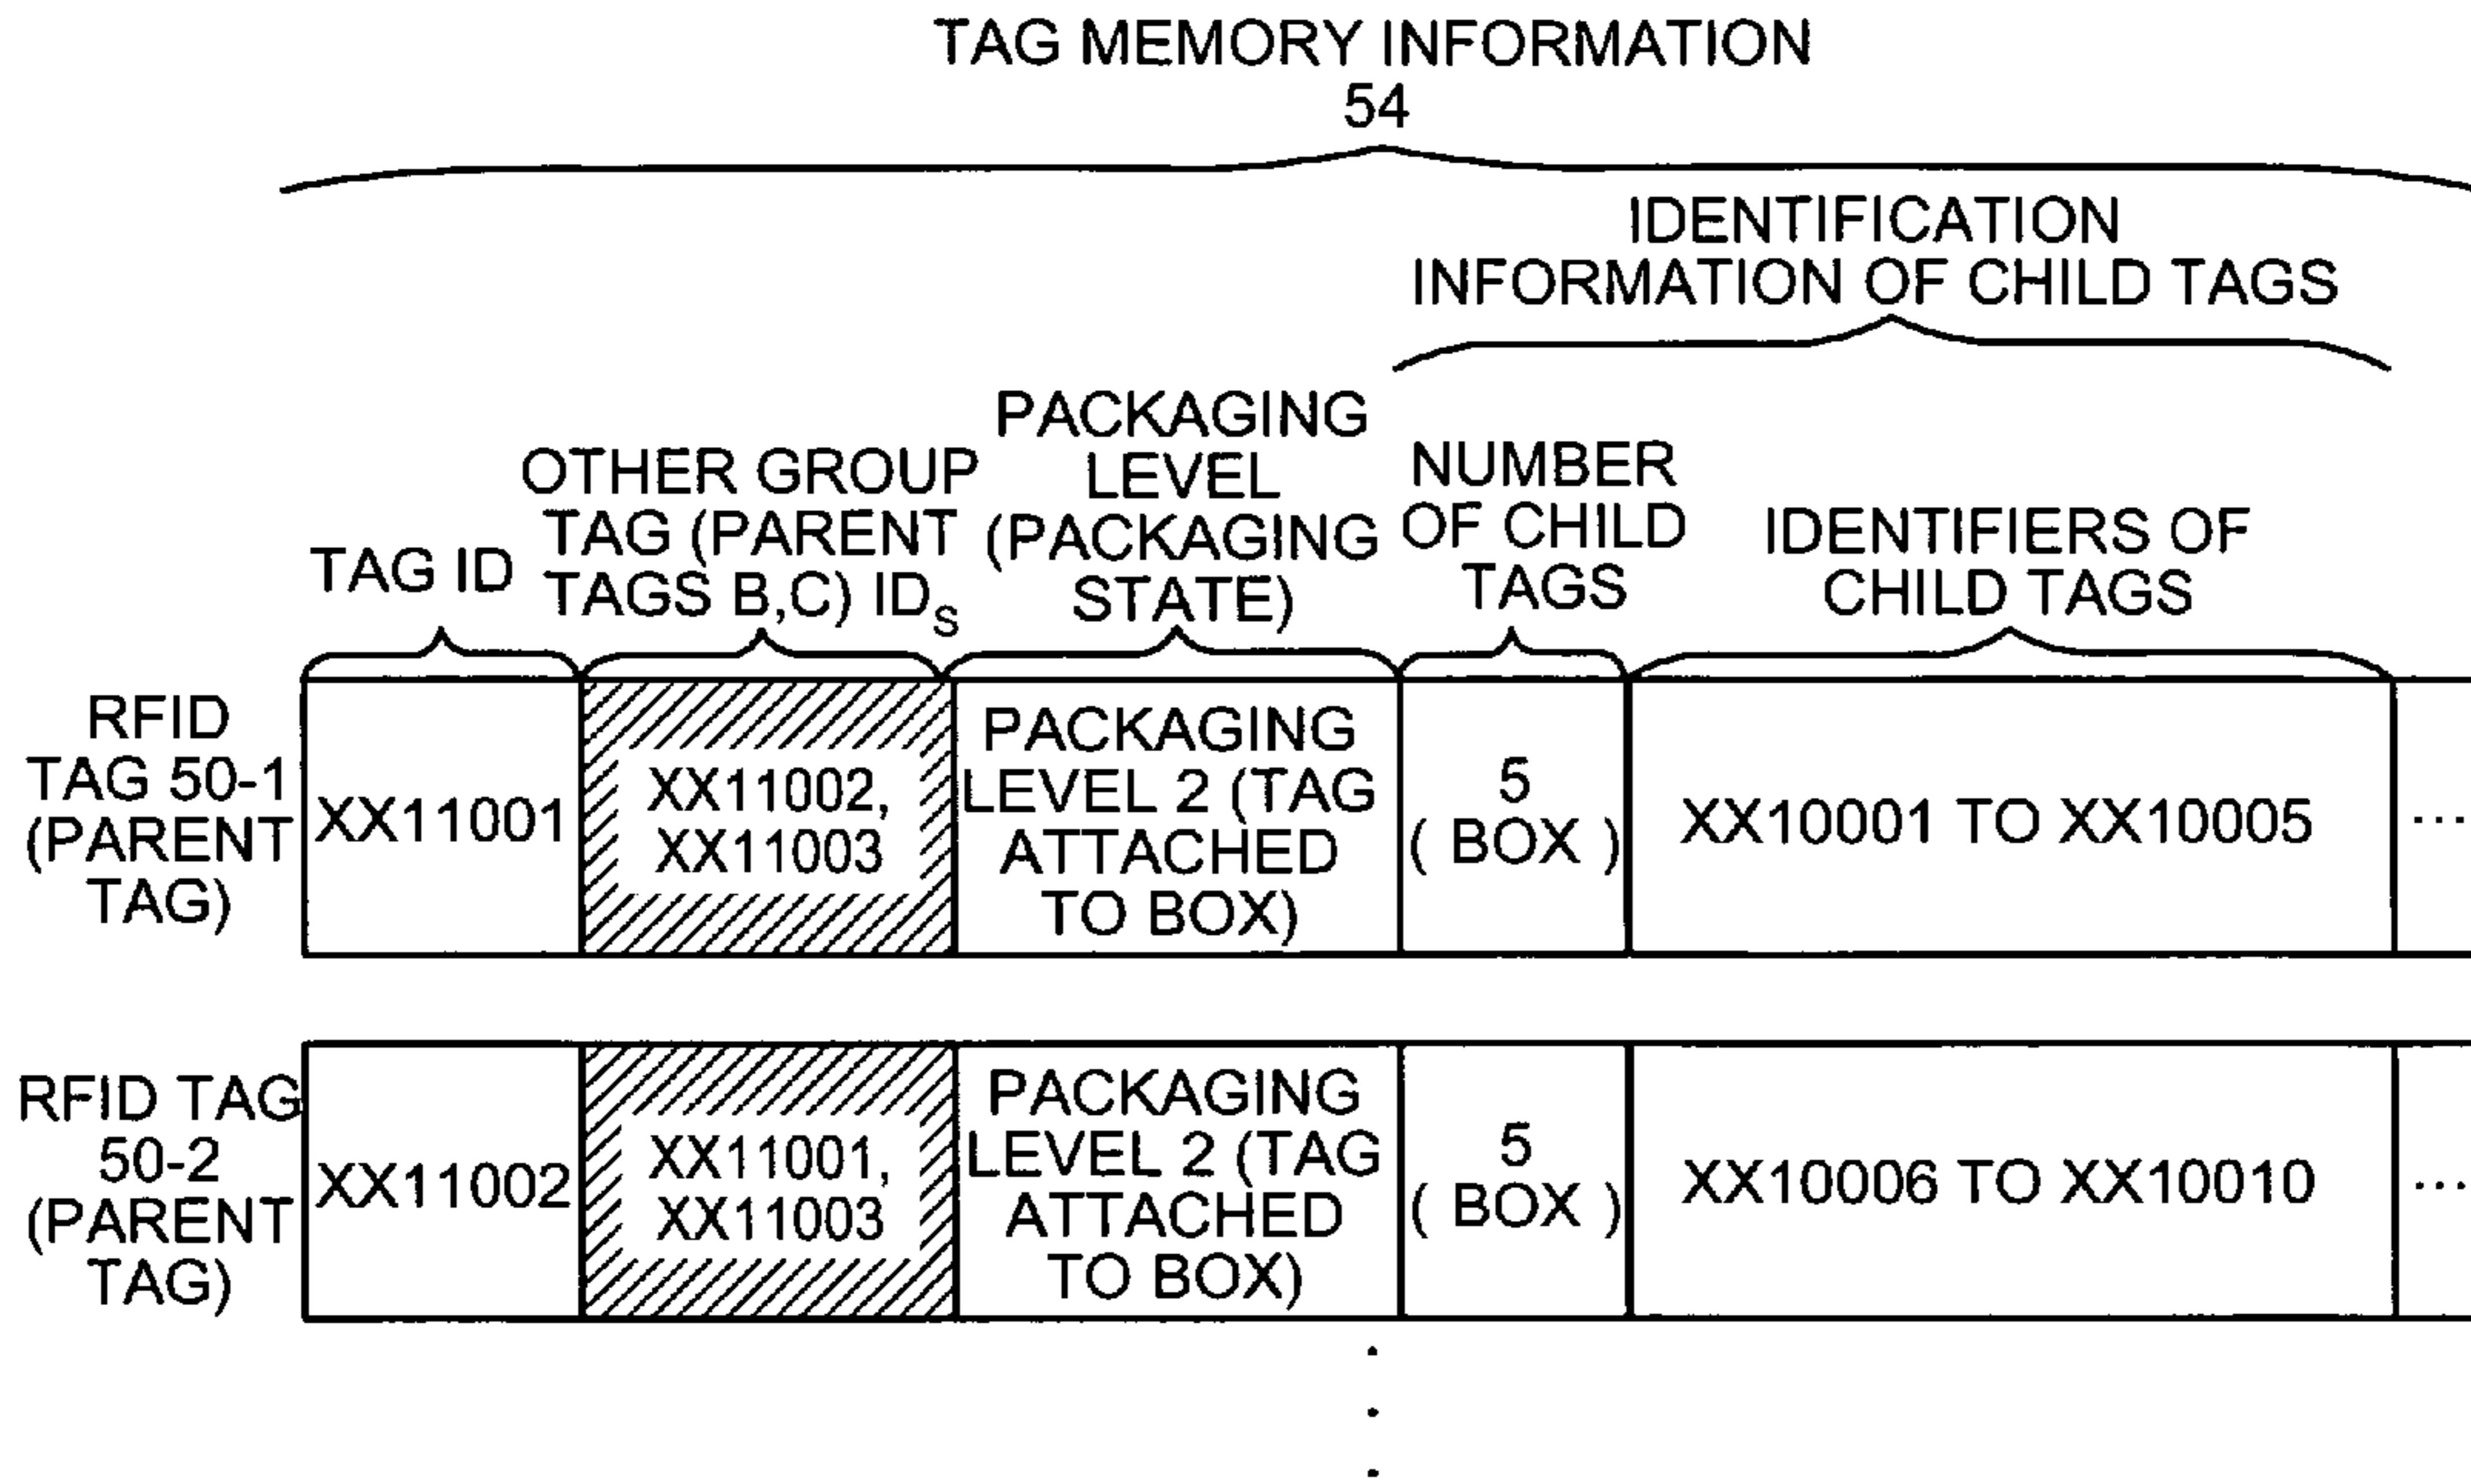 TAG MEMORY INFORMATION
54
IDENTIFICATION
INFORMATION OF CHILD TAGS
TAG ID
OTHER GROUP
TAG (PARENT
TAGS B,C) IDS
PACKAGING
LEVEL
(PACKAGING
STATE)
NUMBER
OF CHILD
TAGS
IDENTIFIERS OF
CHILD TAGS
RFID
TAG 50-1
(PARENT
TAG)
XX11001
XX11002,
XX11003
PACKAGING
LEVEL 2 (TAG
ATTACHED
TO BOX)
5
( BOX )
XX10001 TO XX10005
...
RFID TAG
50-2
(PARENT
TAG)
XX11002
XX11001,
XX11003
PACKAGING
LEVEL 2 (TAG
ATTACHED
TO BOX)
5
( BOX )
XX10006 TO XX10010
...